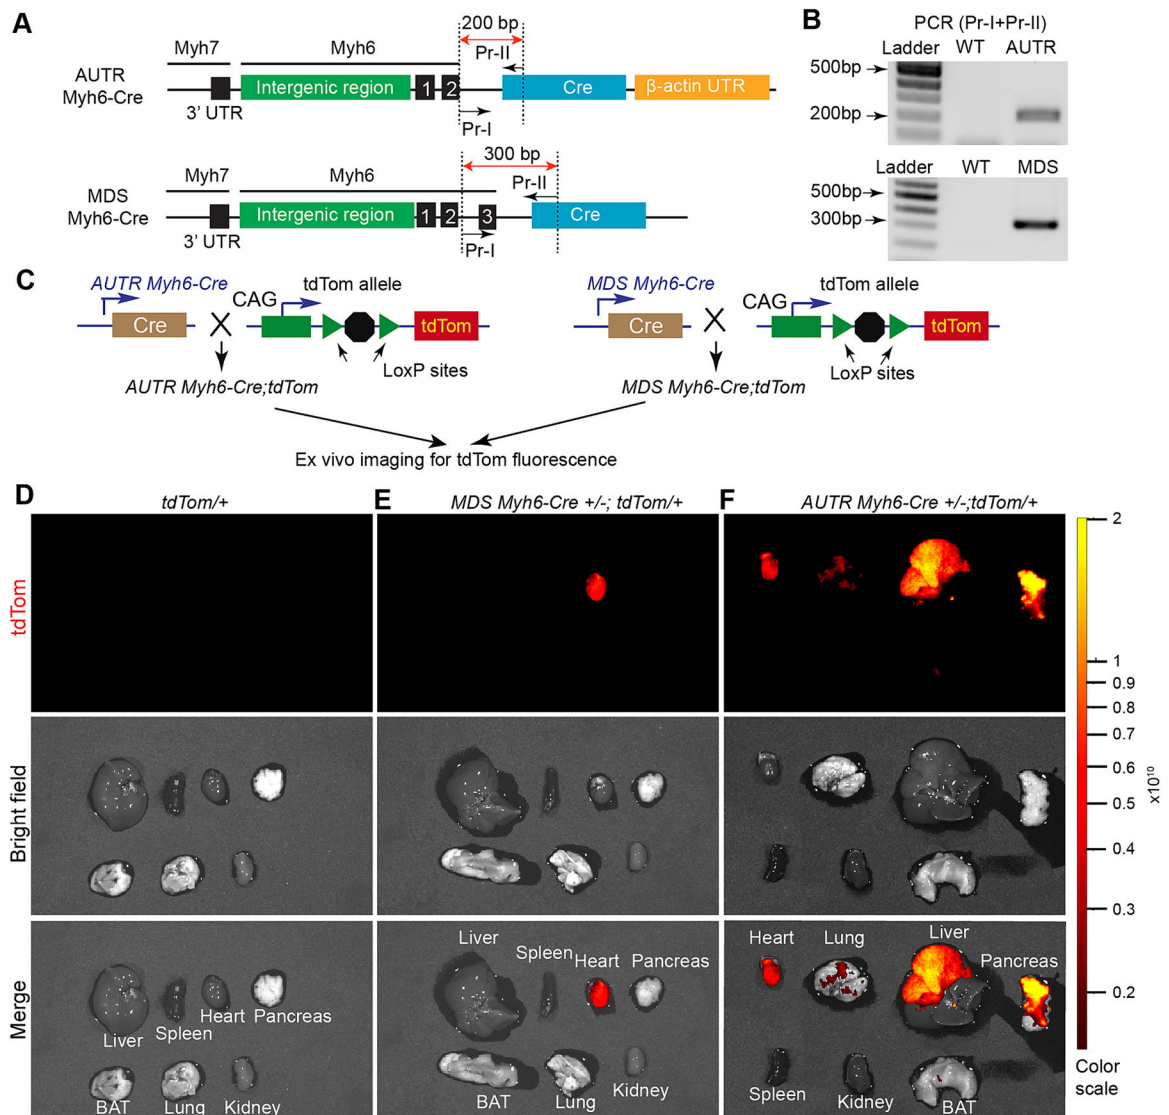 A
200 bp
Myh7
Myh6
Pr-II
AUTR
Myh6-Cre
Intergenic region
1
2
Cre
β-actin UTR
3' UTR
Pr-I
300 bp
Myh7
Myh6
Pr-II
MDS
Myh6-Cre
Intergenic region
1
2
3
Cre
3' UTR
Pr-I
B
PCR (Pr-I+Pr-II)
Ladder
WT
AUTR
500bp
200bp
Ladder
WT
MDS
500bp
300bp
C
AUTR Myh6-Cre
CAG
tdTom allele
Cre
tdTom
LoxP sites
AUTR Myh6-Cre;tdTom
MDS Myh6-Cre
CAG
tdTom allele
Cre
tdTom
LoxP sites
MDS Myh6-Cre;tdTom
Ex vivo imaging for tdTom fluorescence
D
tdTom/+
E
MDS Myh6-Cre +/-; tdTom/+
F
AUTR Myh6-Cre +/-;tdTom/+
tdTom
Bright field
Merge
Liver
Spleen
Heart
Pancreas
BAT
Lung
Kidney
Liver
Spleen
Heart
Pancreas
BAT
Lung
Kidney
Heart
Lung
Liver
Pancreas
Spleen
Kidney
BAT
2
1
0.9
0.8
0.7
0.6
0.5
0.4
0.3
0.2
x10¹⁰
Color
scale